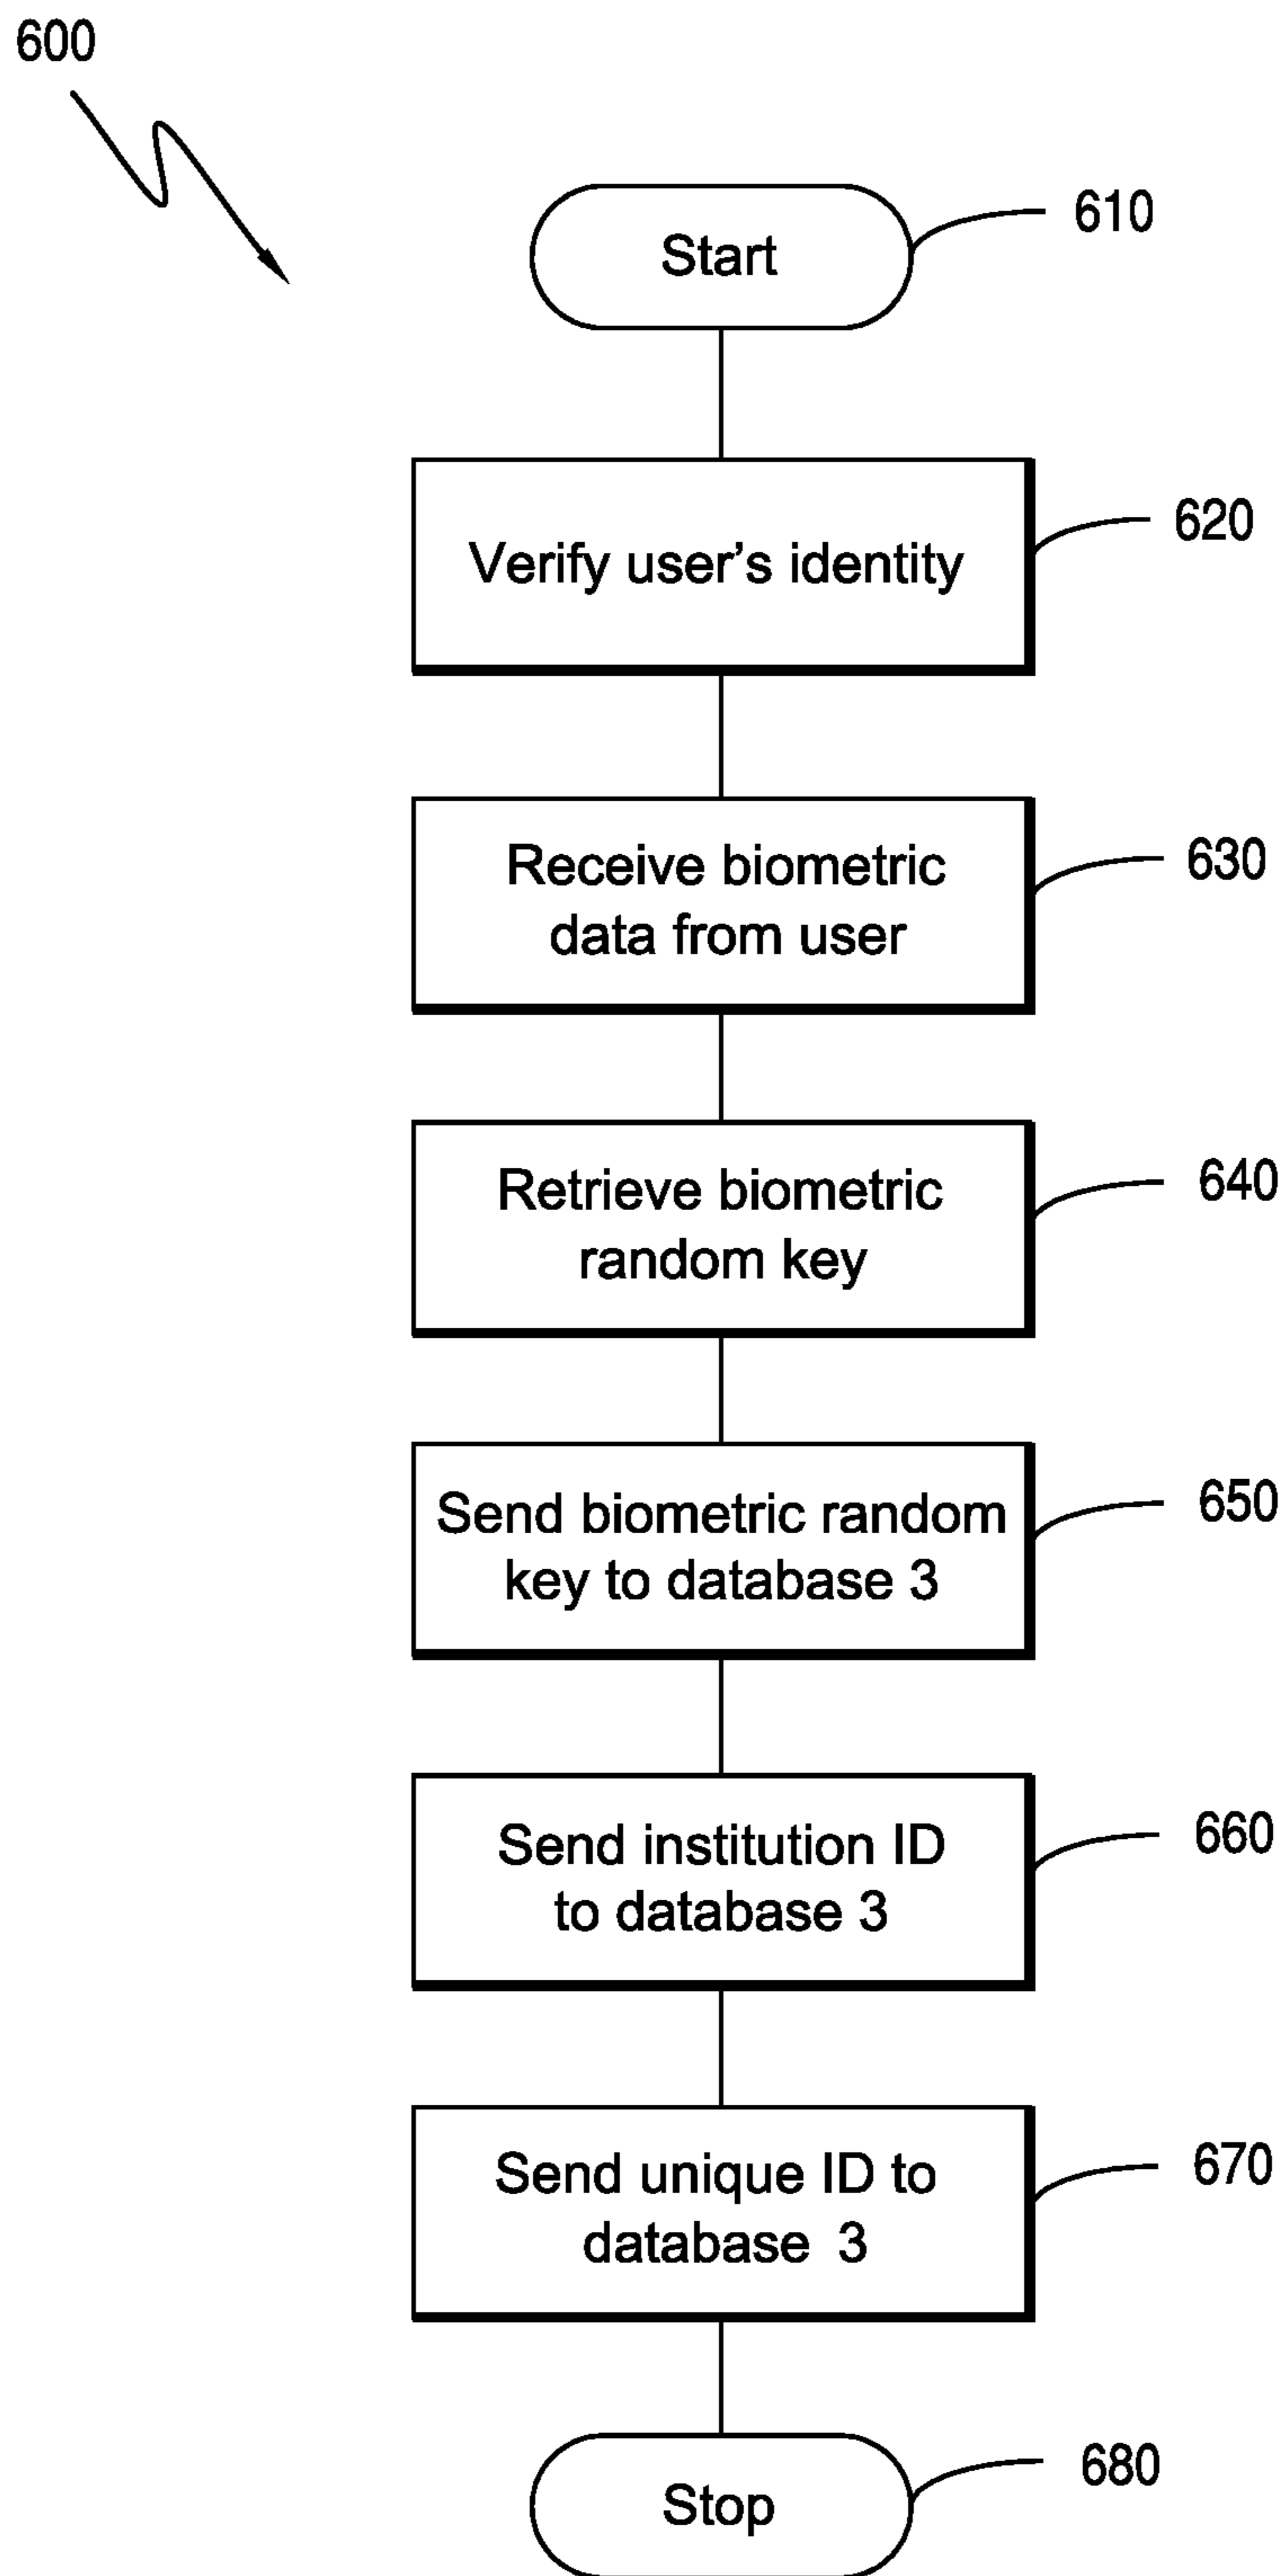 600
Start
610
Verify user's identity
620
Receive biometric
data from user
630
Retrieve biometric
random key
640
Send biometric random
key to database 3
650
Send institution ID
to database 3
660
Send unique ID to
database 3
670
Stop
680